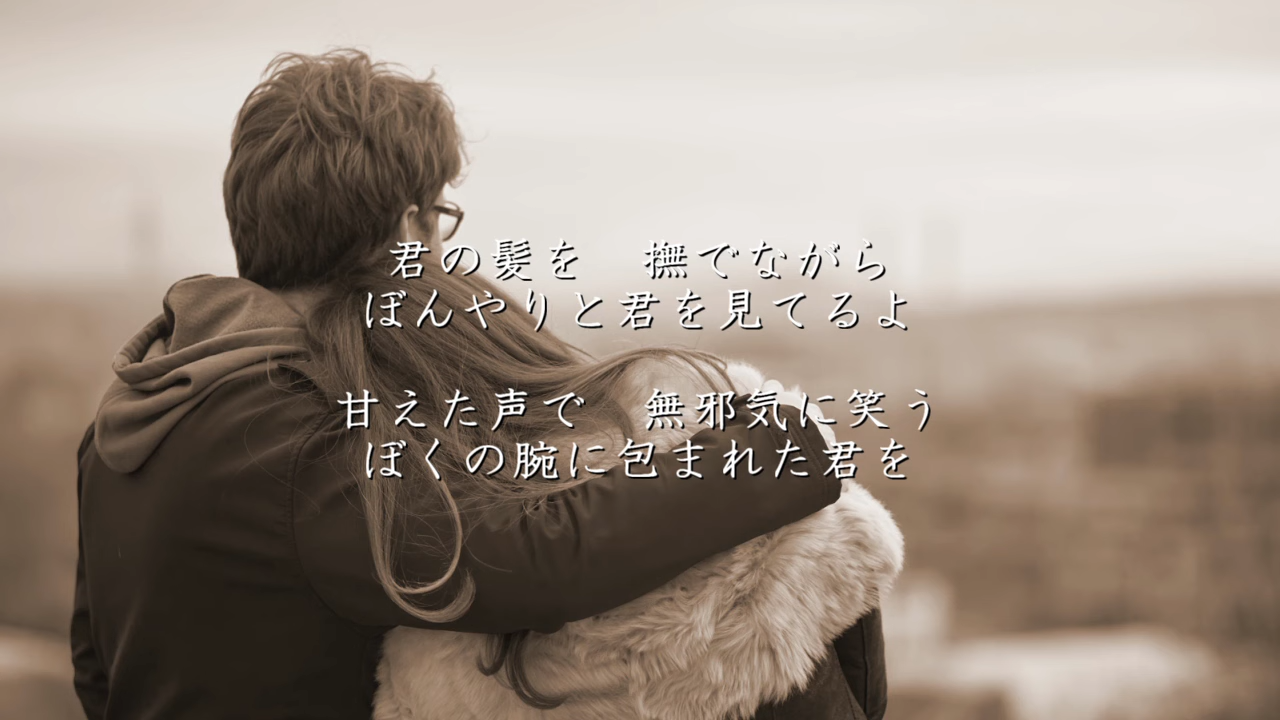 君の髪を　撫でながら
ぼんやりと君を見てるよ
甘えた声で　無邪気に笑う
ぼくの腕に包まれた君を